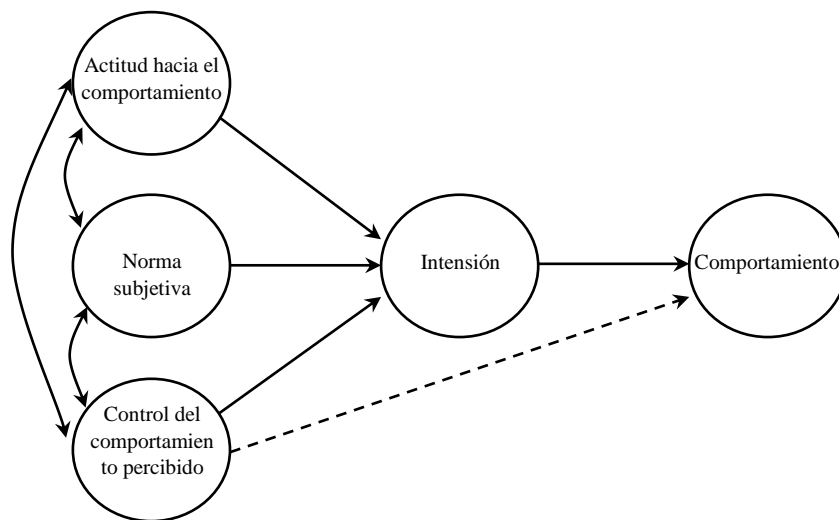 Actitud hacia el
comportamiento
Norma
subjetiva
Intensión
Comportamiento
Control del
comportamien
to percibido